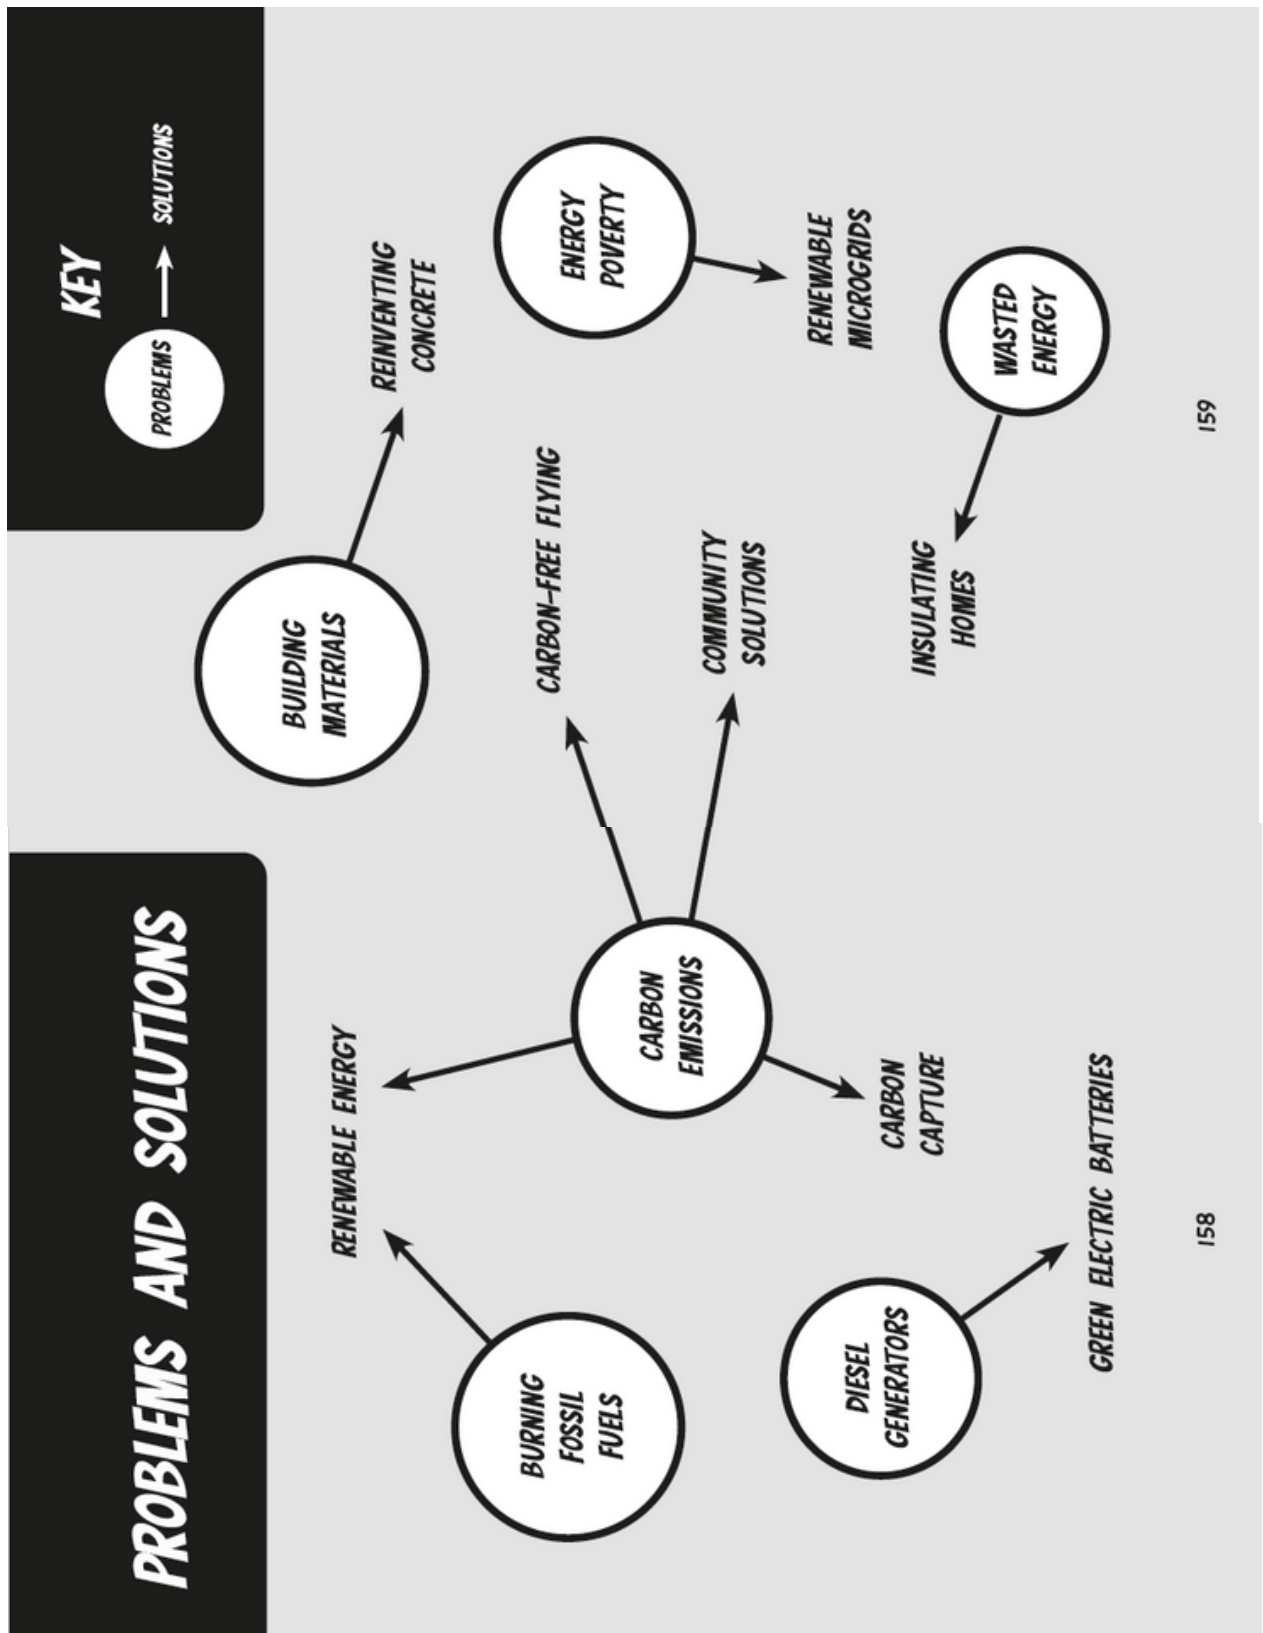 PROBLEMS AND SOLUTIONS
KEY
PROBLEMS
SOLUTIONS
RENEWABLE ENERGY
BURNING
FOSSIL
FUELS
CARBON
EMISSIONS
CARBON
CAPTURE
DIESEL
GENERATORS
GREEN ELECTRIC BATTERIES
158
BUILDING
MATERIALS
REINVENTING
CONCRETE
CARBON-FREE FLYING
COMMUNITY
SOLUTIONS
ENERGY
POVERTY
RENEWABLE
MICROGRIDS
WASTED
ENERGY
INSULATING
HOMES
159